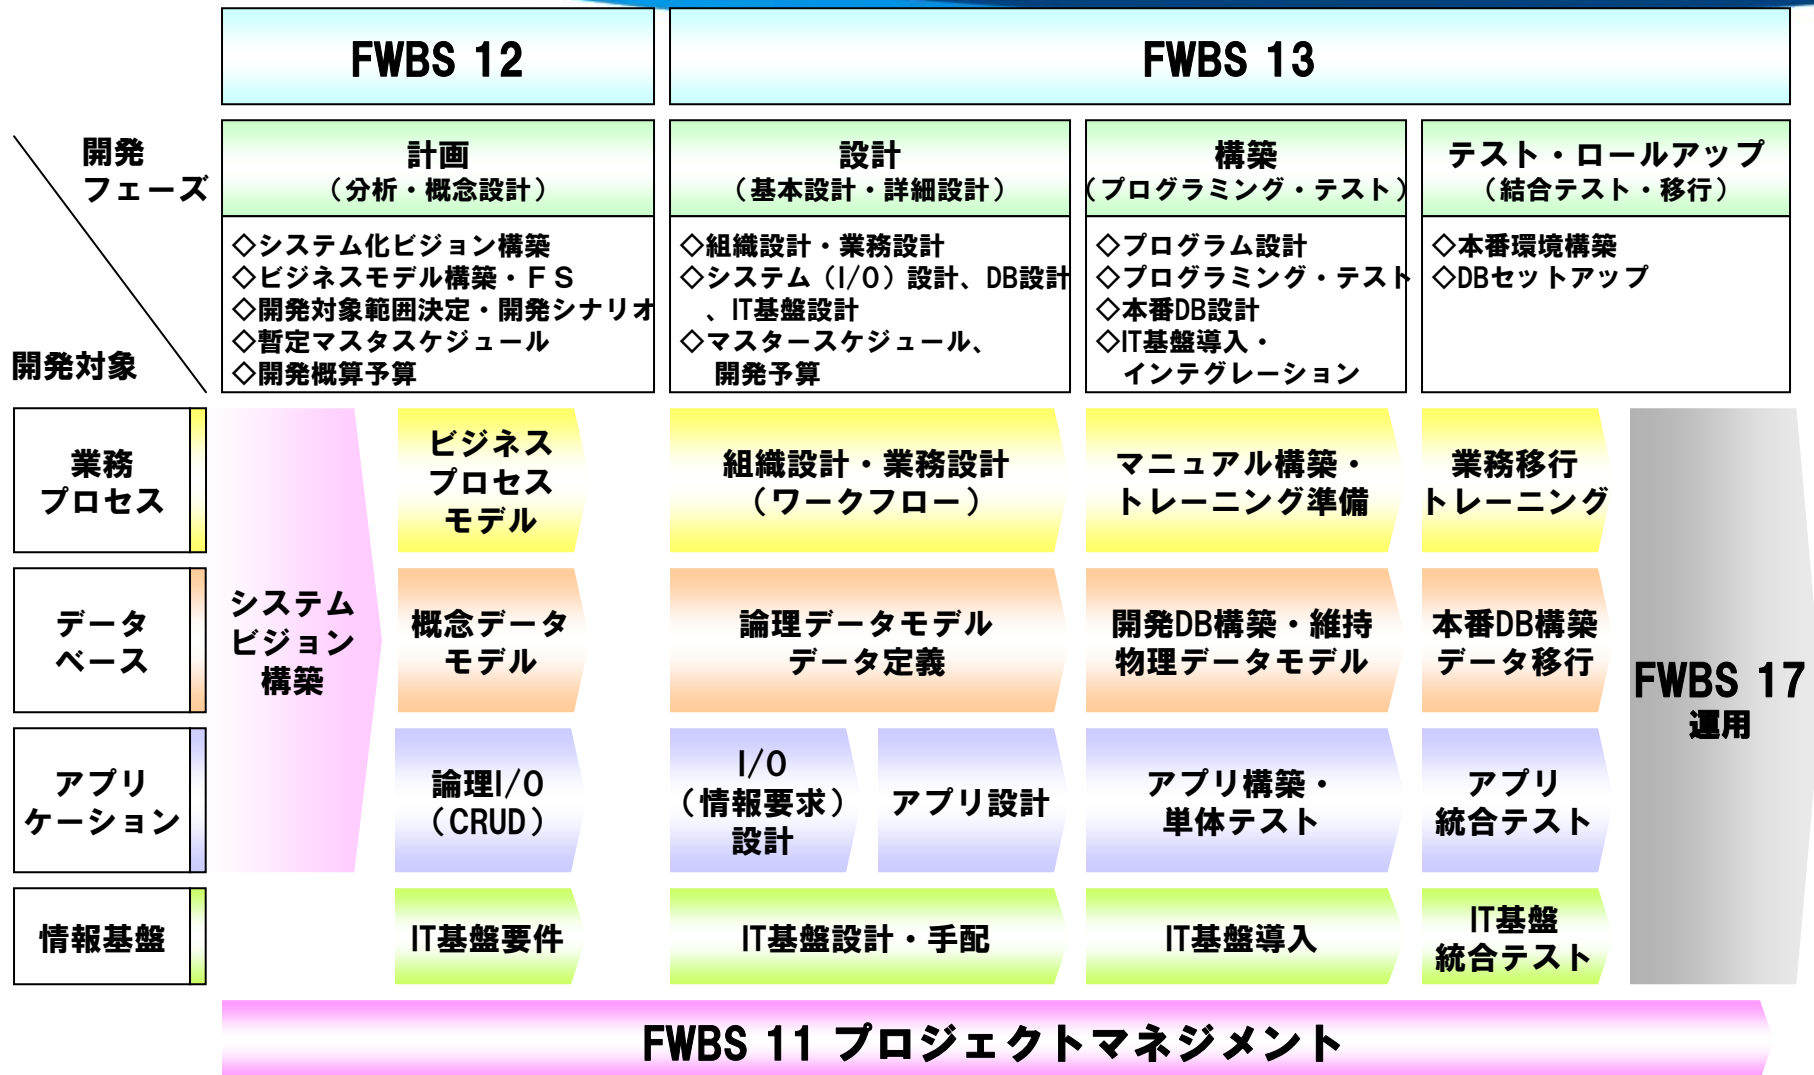 FWBS 12
FWBS 13
開発
フェーズ
開発対象
計画
（分析・概念設計）
◇システム化ビジョン構築
◇ビジネスモデル構築・ＦＳ
◇開発対象範囲決定・開発シナリオ
◇暫定マスタスケジュール
◇開発概算予算
設計
（基本設計・詳細設計）
◇組織設計・業務設計
◇システム（I/O）設計、DB設計
、IT基盤設計
◇マスタースケジュール、
開発予算
構築
（プログラミング・テスト）
◇プログラム設計
◇プログラミング・テスト
◇本番DB設計
◇IT基盤導入・
インテグレーション
テスト・ロールアップ
（結合テスト・移行）
◇本番環境構築
◇DBセットアップ
業務
プロセス
データ
ベース
アプリ
ケーション
情報基盤
システム
ビジョン
構築
ビジネス
プロセス
モデル
組織設計・業務設計
（ワークフロー）
マニュアル構築・
トレーニング準備
業務移行
トレーニング
概念データ
モデル
論理データモデル
データ定義
開発DB構築・維持
物理データモデル
本番DB構築
データ移行
論理I/O
（CRUD）
I/O
（情報要求）
設計
アプリ設計
アプリ構築・
単体テスト
アプリ
統合テスト
IT基盤要件
IT基盤設計・手配
IT基盤導入
IT基盤
統合テスト
FWBS 17
運用
FWBS 11 プロジェクトマネジメント